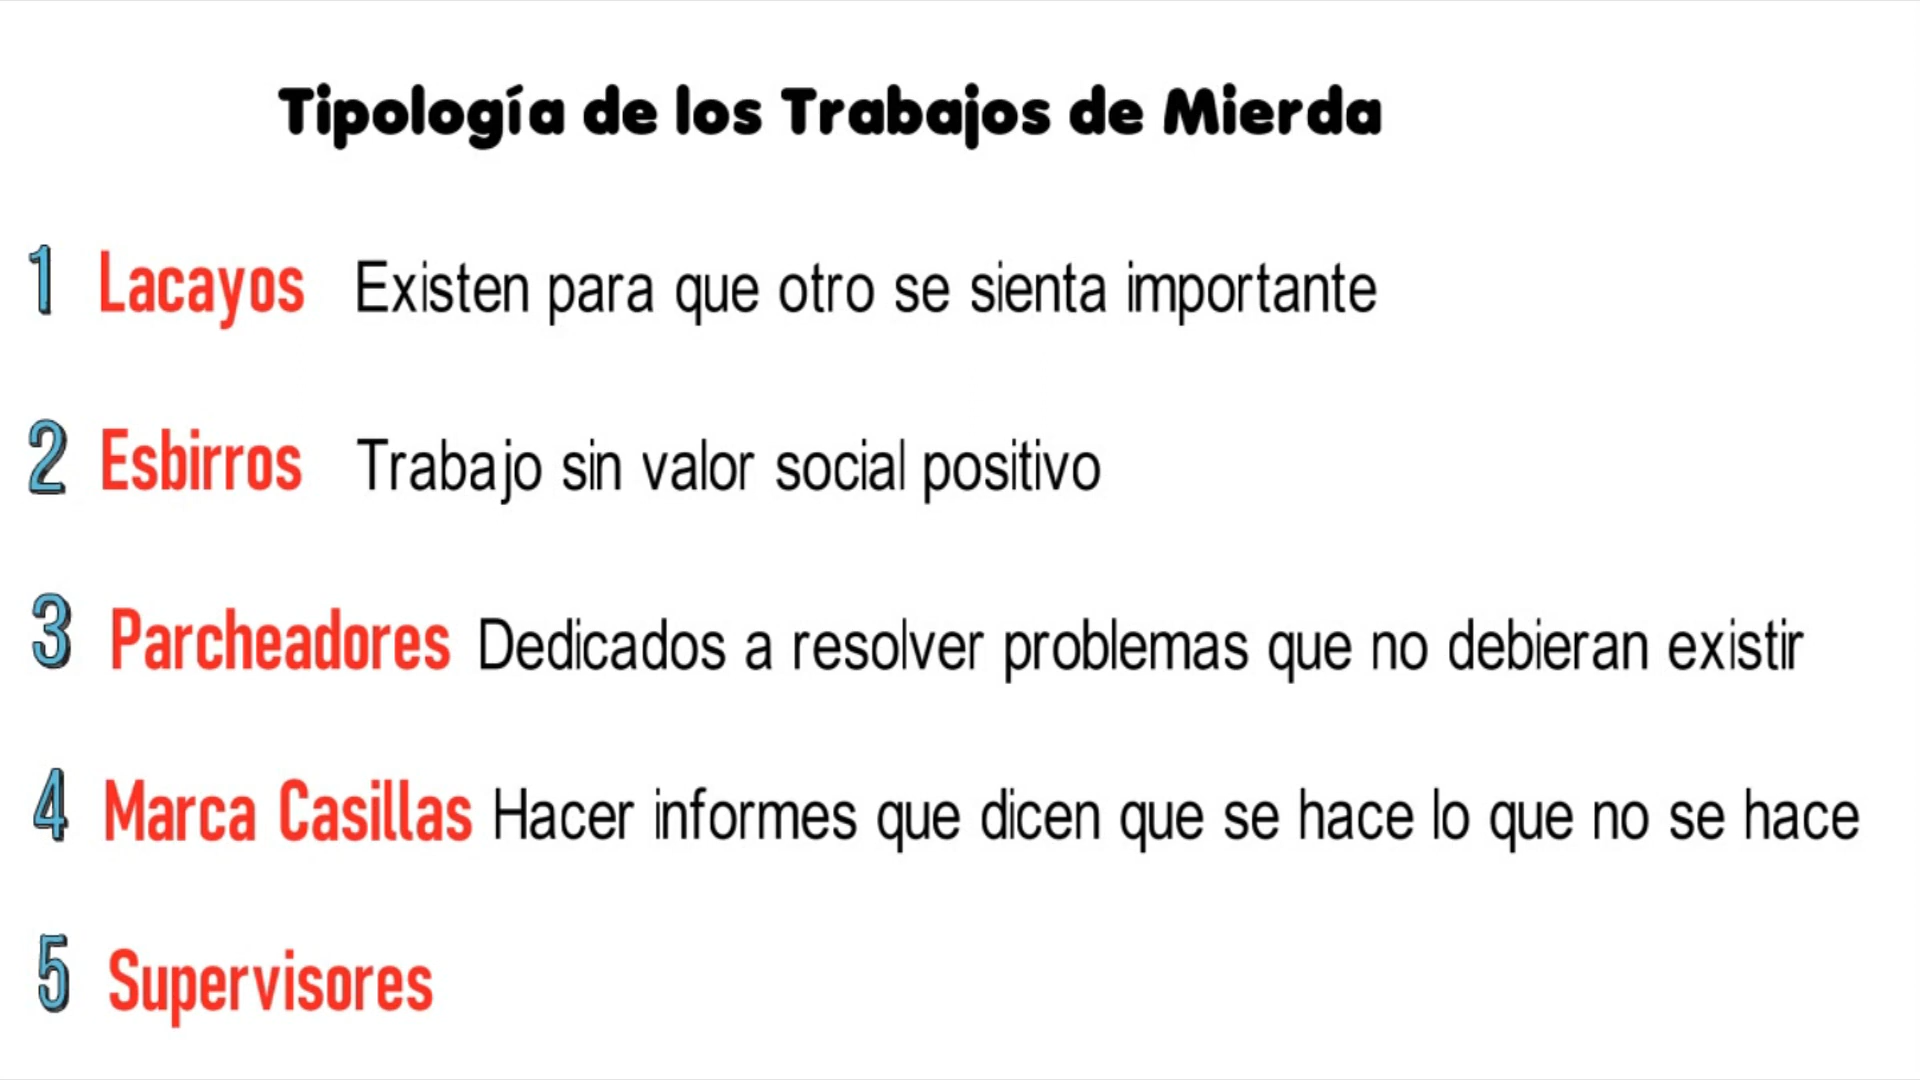 Tipología de los Trabajos de Mierda
1 Lacayos Existen para que otro se sienta importante
2 Esbirros Trabajo sin valor social positivo
3 Parcheadores Dedicados a resolver problemas que no debieran existir
4 Marca Casillas Hacer informes que dicen que se hace lo que no se hace
5 Supervisores